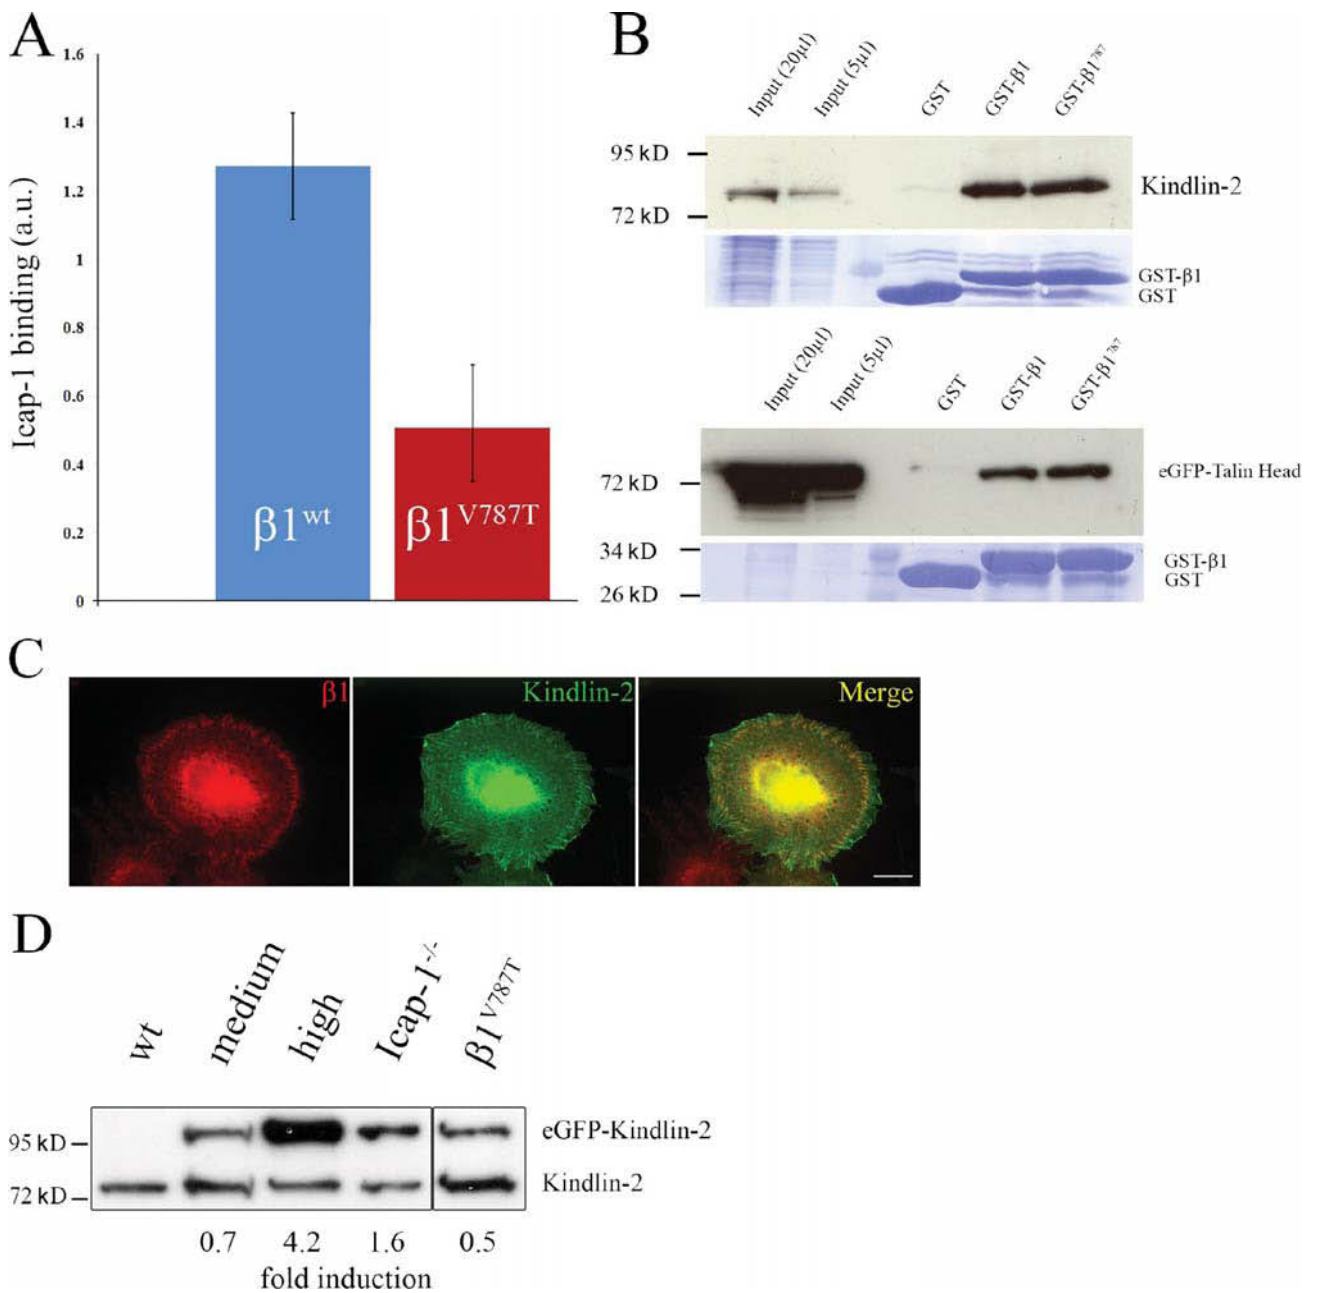 A
1.6
1.4
1.2
1
0.8
0.6
0.4
0.2
0
Icap-1 binding (a.u.)
β1wt
β1V787T
B
Input (20µl)
Input (5µl)
GST
GST-β1
GST-β1787
95 kD
72 kD
Kindlin-2
GST-β1
GST
Input (20µl)
Input (5µl)
GST
GST-β1
GST-β1787
72 kD
eGFP-Talin Head
34 kD
26 kD
GST-β1
GST
C
β1
Kindlin-2
Merge
D
wt
medium
high
Icap-1-/-
β1V787T
95 kD
eGFP-Kindlin-2
72 kD
Kindlin-2
0.7 4.2 1.6 0.5
fold induction